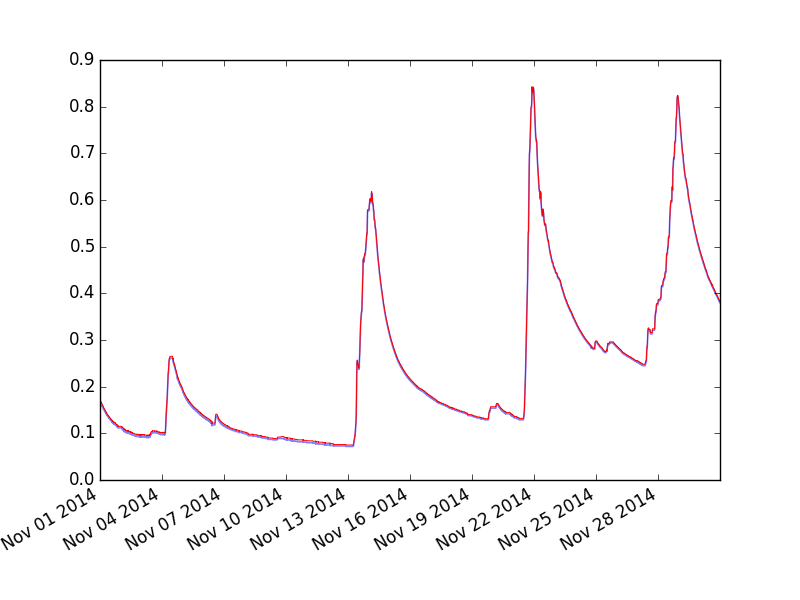 0.9
0.8
0.7
0.6
0.5
0.4
0.3
0.2
0.1
0.0
Nov 01 2014
Nov 04 2014
Nov 07 2014
Nov 10 2014
Nov 13 2014
Nov 16 2014
Nov 19 2014
Nov 22 2014
Nov 25 2014
Nov 28 2014